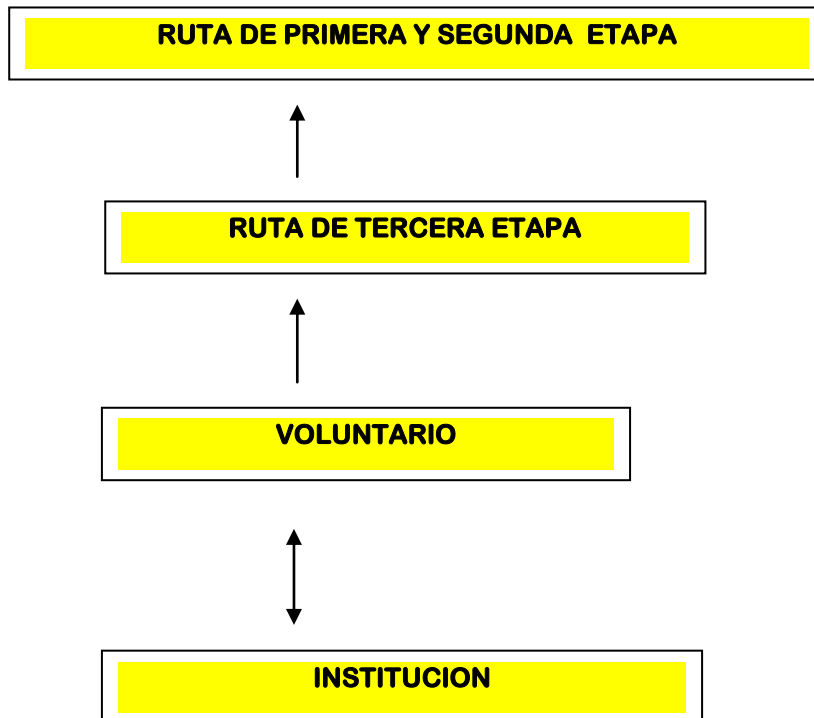 RUTA DE PRIMERA Y SEGUNDA ETAPA
RUTA DE TERCERA ETAPA
VOLUNTARIO
INSTITUCION